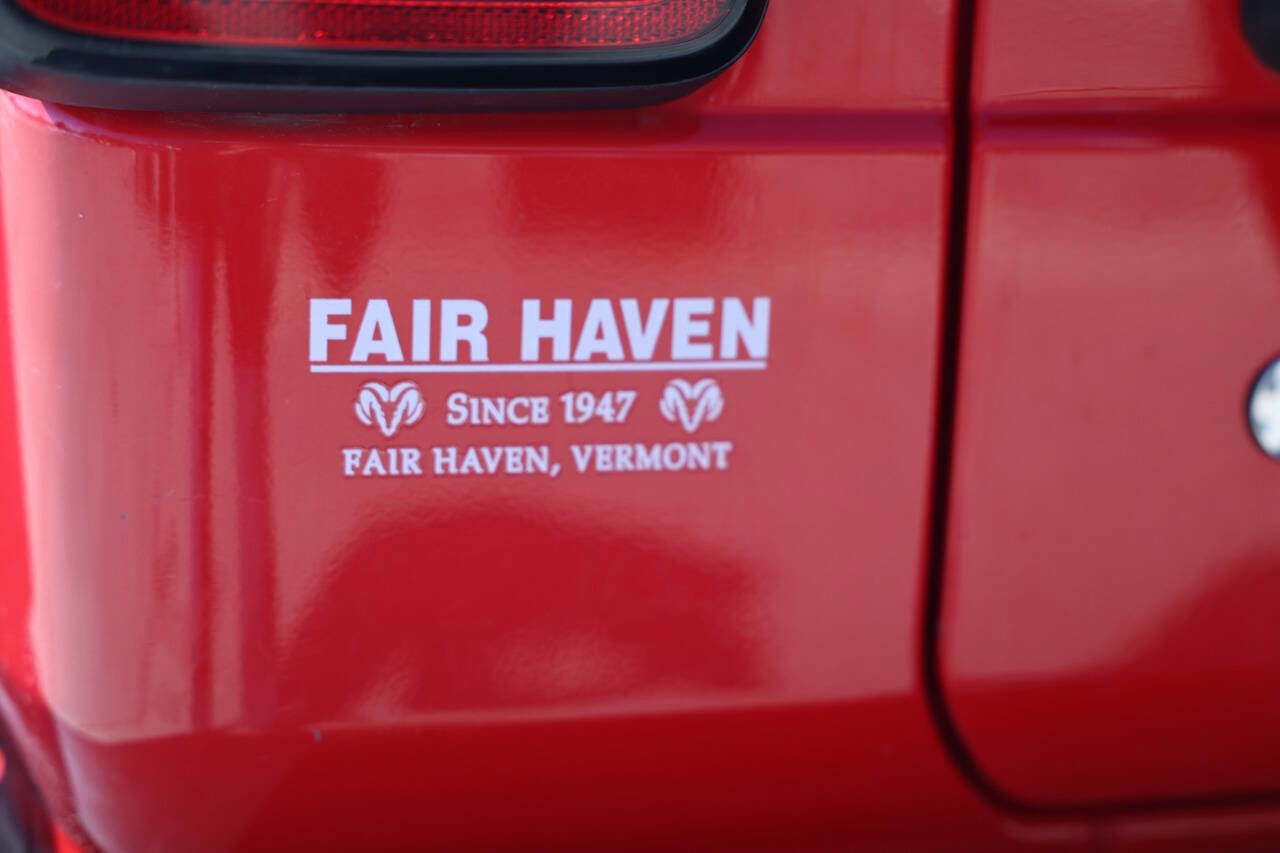 FAIR HAVEN
SINCE 1947
FAIR HAVEN, VERMONT